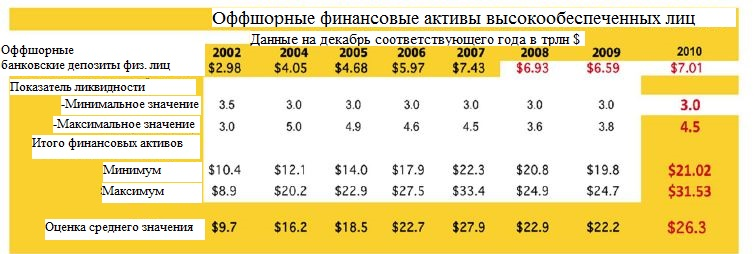 Оффшорные финансовые активы высокообеспеченных лиц
Данные на декабрь соответствующего года в трлн $
Оффшорные 2002 2004 2005 2006 2007 2008 2009 2010
банковские депозиты физ. лиц $2.98 $4.05 $4.68 $5.97 $7.43 $6.93 $6.59 $7.01
Показатель ликвидности
-Минимальное значение 3.5 3.0 3.0 3.0 3.0 3.0 3.0 3.0
-Максимальное значение 3.0 5.0 4.9 4.6 4.5 3.6 3.8 4.5
Итого финансовых активов
Минимум $10.4 $12.1 $14.0 $17.9 $22.3 $20.8 $19.8 $21.02
Максимум $8.9 $20.2 $22.9 $27.5 $33.4 $24.9 $24.7 $31.53
Оценка среднего значения $9.7 $16.2 $18.5 $22.7 $27.9 $22.9 $22.2 $26.3